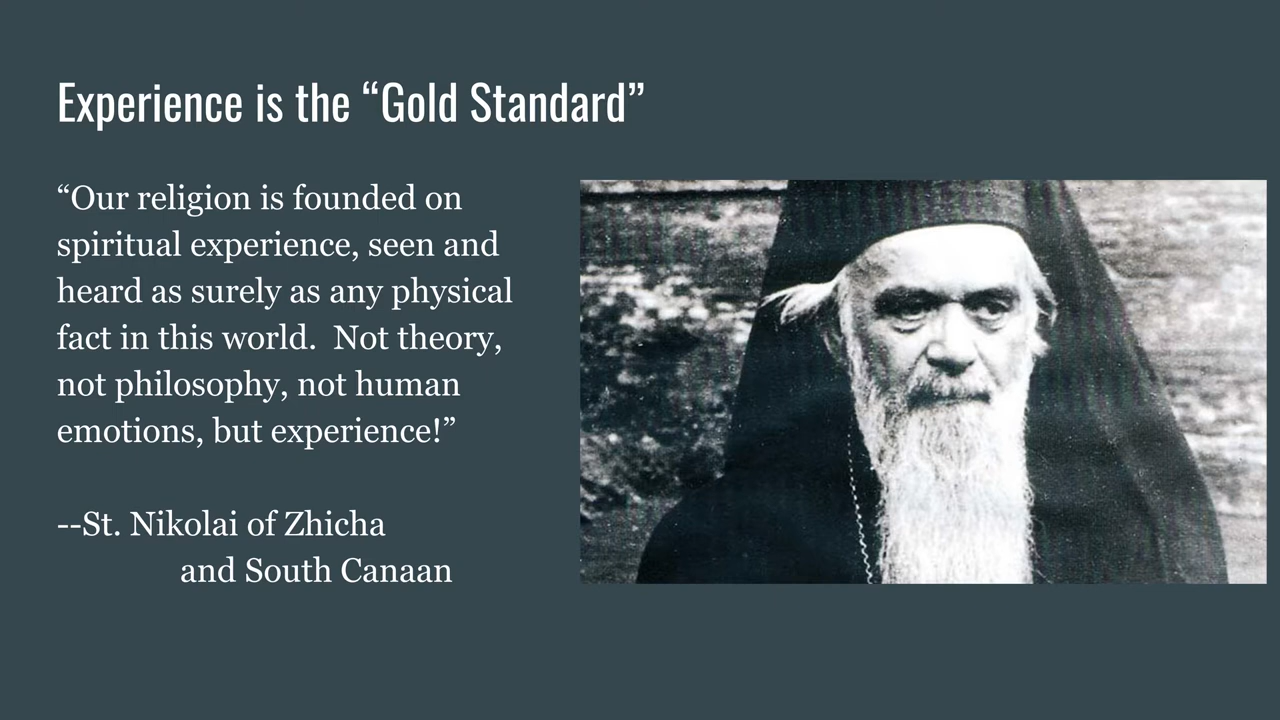 Experience is the “Gold Standard”
“Our religion is founded on
spiritual experience, seen and
heard as surely as any physical
fact in this world.  Not theory,
not philosophy, not human
emotions, but experience!”
--St. Nikolai of Zhicha
and South Canaan